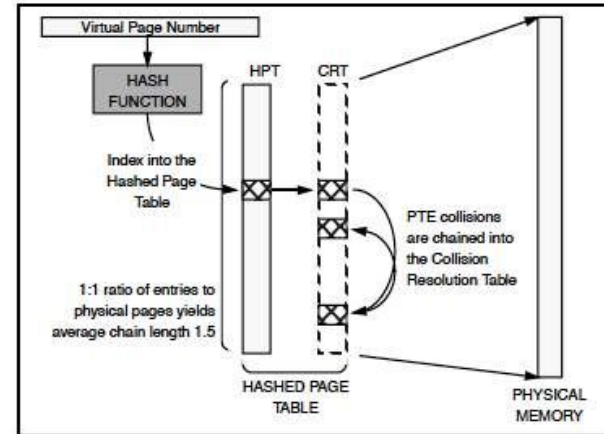 Virtual Page Number
HASH
FUNCTION
HPT
CRT
Index into the
Hashed Page
Table
PTE collisions
are chained into
the Collision
Resolution Table
1:1 ratio of entries to
physical pages yields
average chain length 1.5
HASHED PAGE
TABLE
PHYSICAL
MEMORY